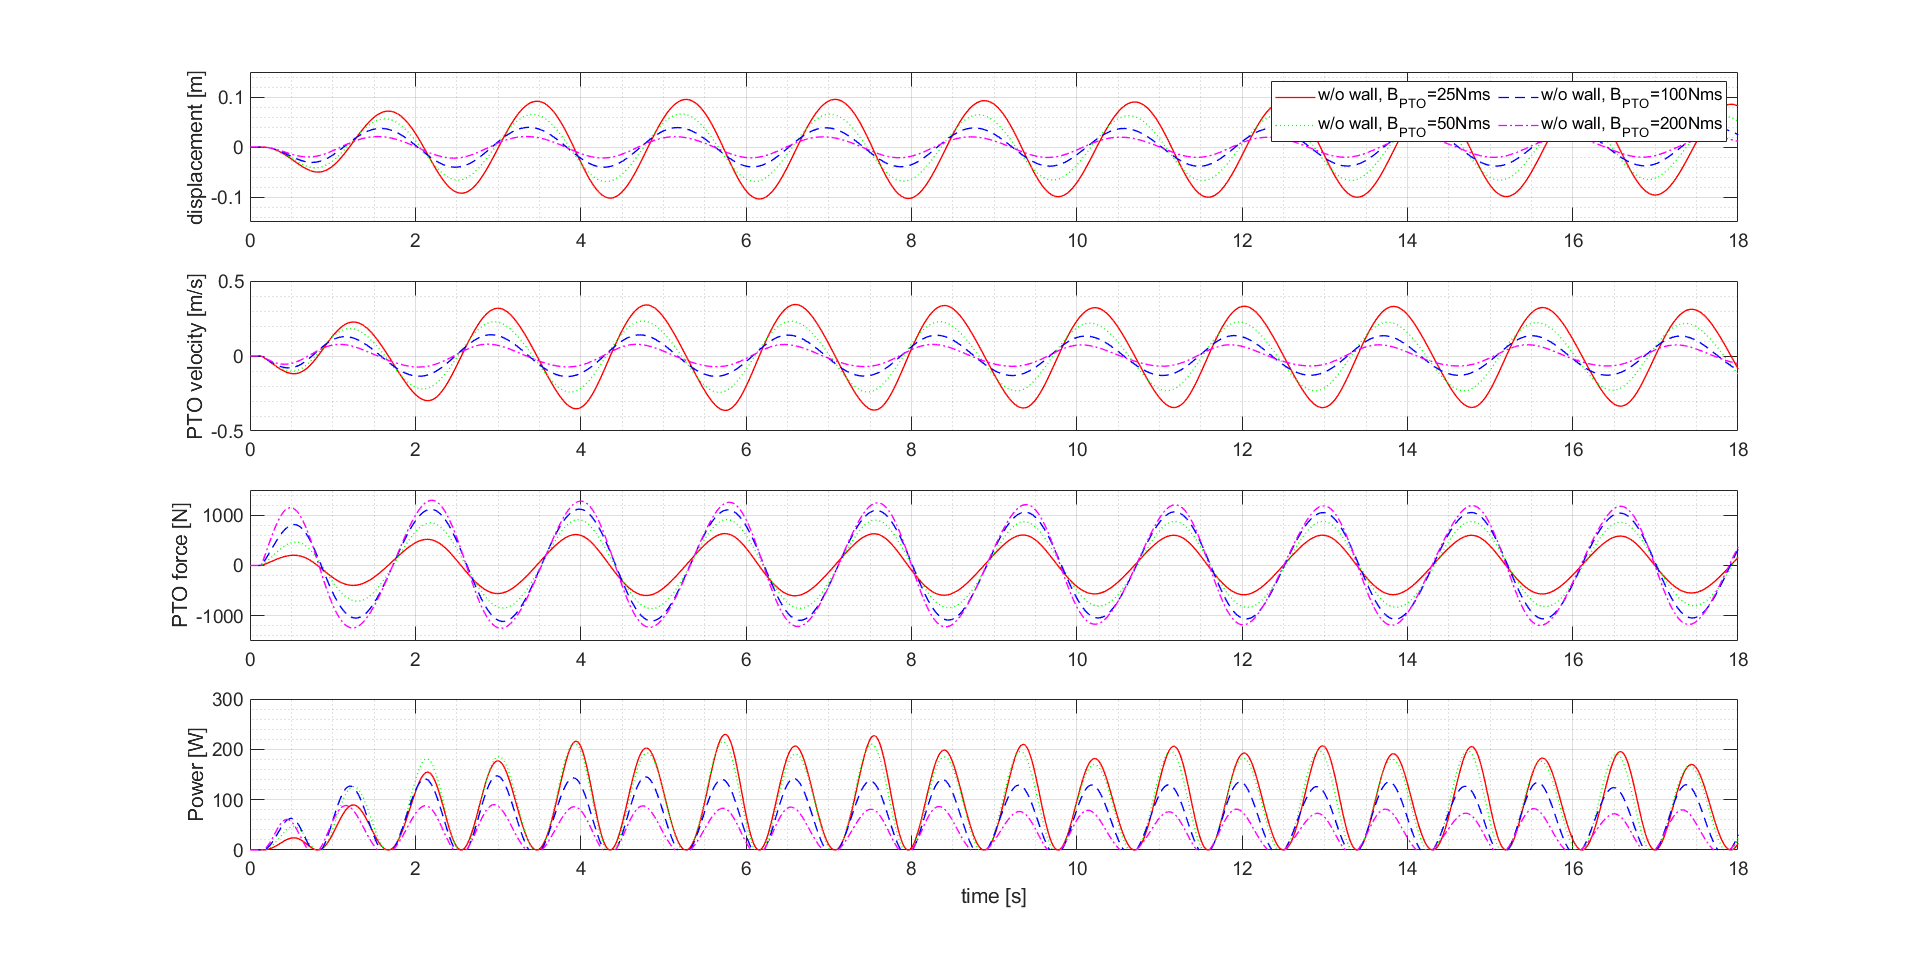 displacement [m]
0.1
0
-0.1
w/o wall, B_PTO=25Nms w/o wall, B_PTO=100Nms
w/o wall, B_PTO=50Nms w/o wall, B_PTO=200Nms
0 2 4 6 8 10 12 14 16 18
PTO velocity [m/s]
0.5
0
-0.5
0 2 4 6 8 10 12 14 16 18
PTO force [N]
1000
0
-1000
0 2 4 6 8 10 12 14 16 18
Power [W]
300
200
100
0
0 2 4 6 8 10 12 14 16 18
time [s]